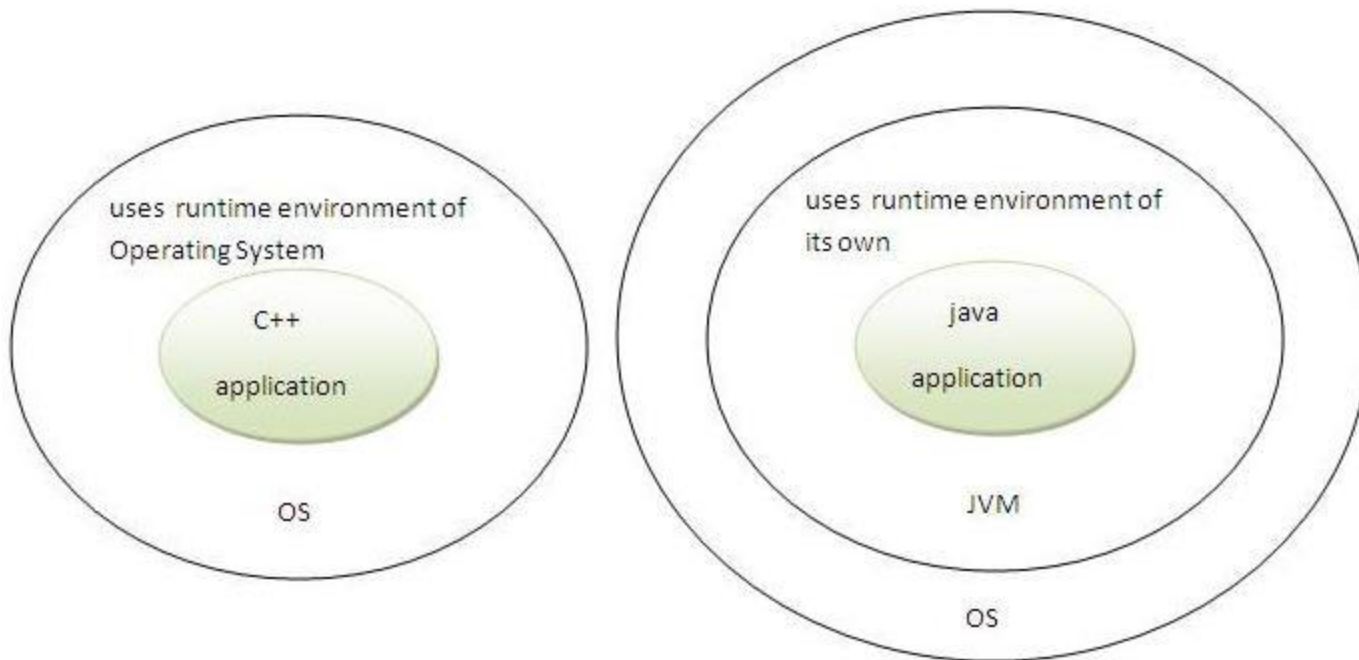 uses runtime environment of
Operating System
C++
application
OS
uses runtime environment of
its own
java
application
JVM
OS